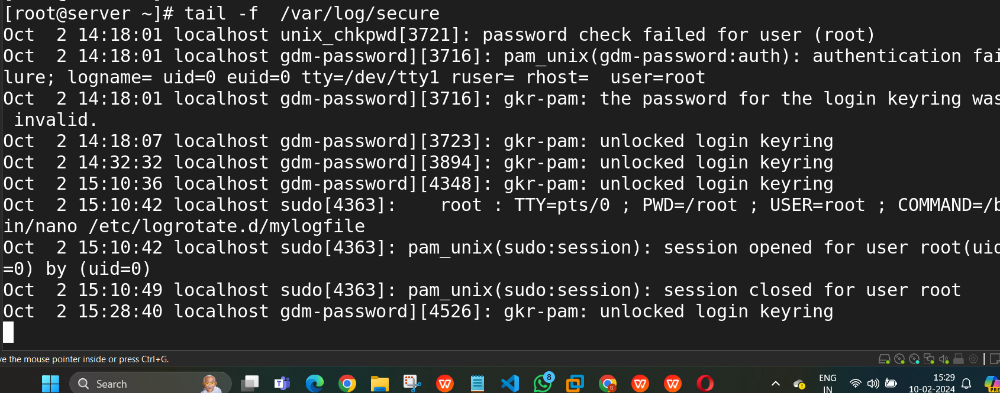 [root@server ~]# tail -f  /var/log/secure
Oct  2 14:18:01 localhost unix_chkpwd[3721]: password check failed for user (root)
Oct  2 14:18:01 localhost gdm-password][3716]: pam_unix(gdm-password:auth): authentication fai
lure; logname= uid=0 euid=0 tty=/dev/tty1 ruser= rhost=  user=root
Oct  2 14:18:01 localhost gdm-password][3716]: gkr-pam: the password for the login keyring was
 invalid.
Oct  2 14:18:07 localhost gdm-password][3723]: gkr-pam: unlocked login keyring
Oct  2 14:32:32 localhost gdm-password][3894]: gkr-pam: unlocked login keyring
Oct  2 15:10:36 localhost gdm-password][4348]: gkr-pam: unlocked login keyring
Oct  2 15:10:42 localhost sudo[4363]:    root : TTY=pts/0 ; PWD=/root ; USER=root ; COMMAND=/b
in/nano /etc/logrotate.d/mylogfile
Oct  2 15:10:42 localhost sudo[4363]: pam_unix(sudo:session): session opened for user root(uid
=0) by (uid=0)
Oct  2 15:10:49 localhost sudo[4363]: pam_unix(sudo:session): session closed for user root
Oct  2 15:28:40 localhost gdm-password][4526]: gkr-pam: unlocked login keyring
ve the mouse pointer inside or press Ctrl+G.
Search
8
ENG
IN
15:29
10-02-2024
PRE